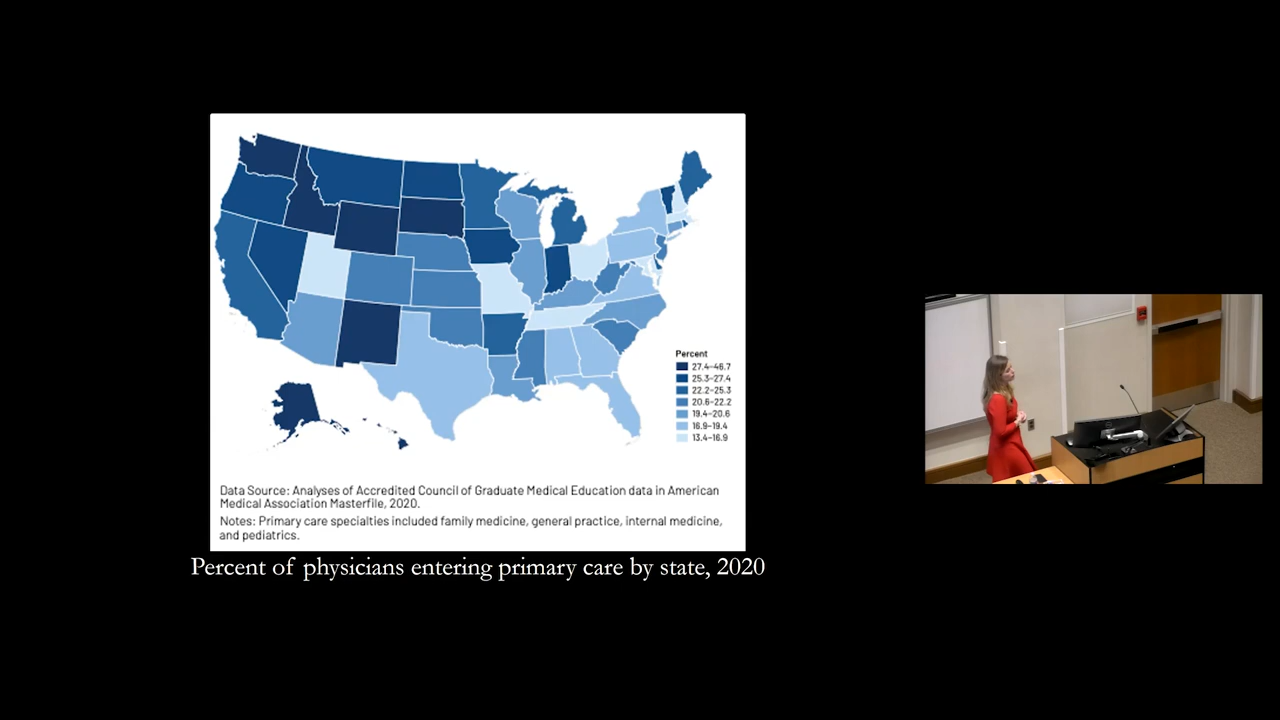 Percent
27.4–46.7
25.3–27.4
22.2–25.3
20.6–22.2
19.4–20.6
16.9–19.4
13.4–16.9
Data Source: Analyses of Accredited Council of Graduate Medical Education data in American
Medical Association Masterfile, 2020.
Notes: Primary care specialties included family medicine, general practice, internal medicine,
and pediatrics.
Percent of physicians entering primary care by state, 2020